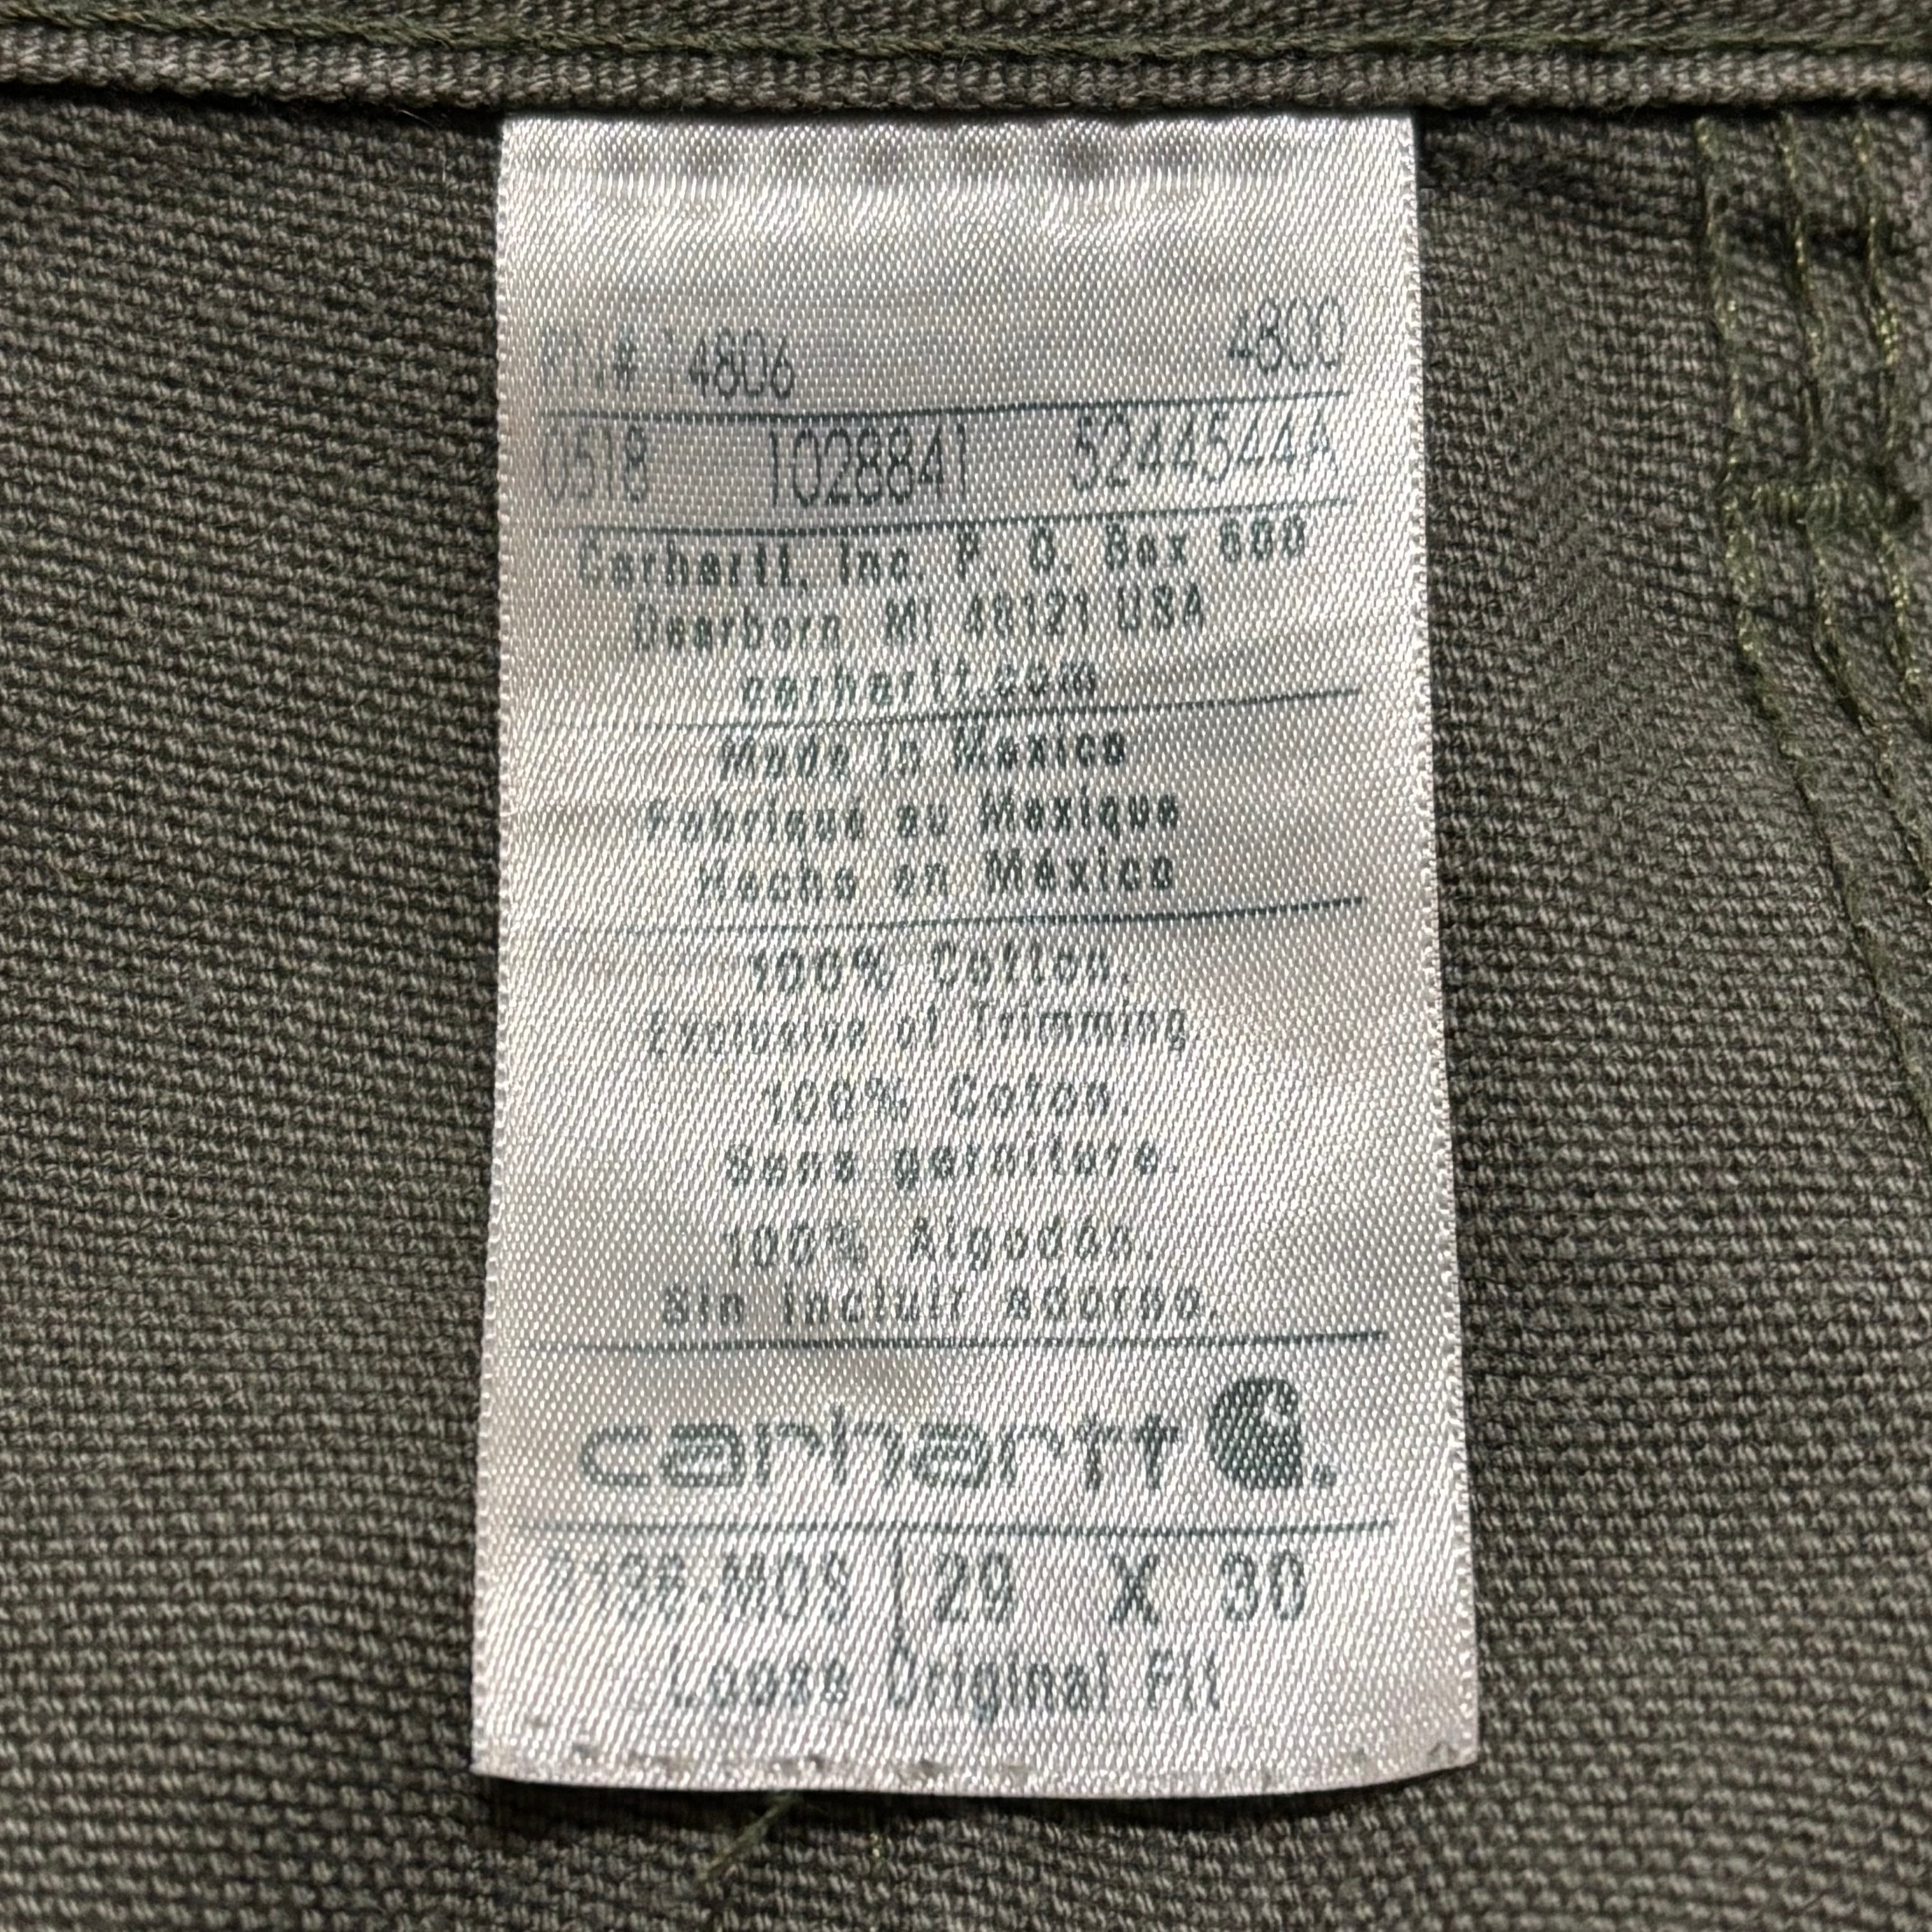 RN# 14806 4800
0518 1028841 5244544A
Carhartt, Inc. P. O. Box 600
Dearborn, MI 48121 USA
carhartt.com
Made in Mexico
Fabriqué au Mexique
Hecho en México
100% Cotton.
Exclusive of Trimming
100% Coton.
Sans garniture.
100% Algodón.
Sin incluir adorno.
carhartt
MOS 29 X 30
Loose Original Fit